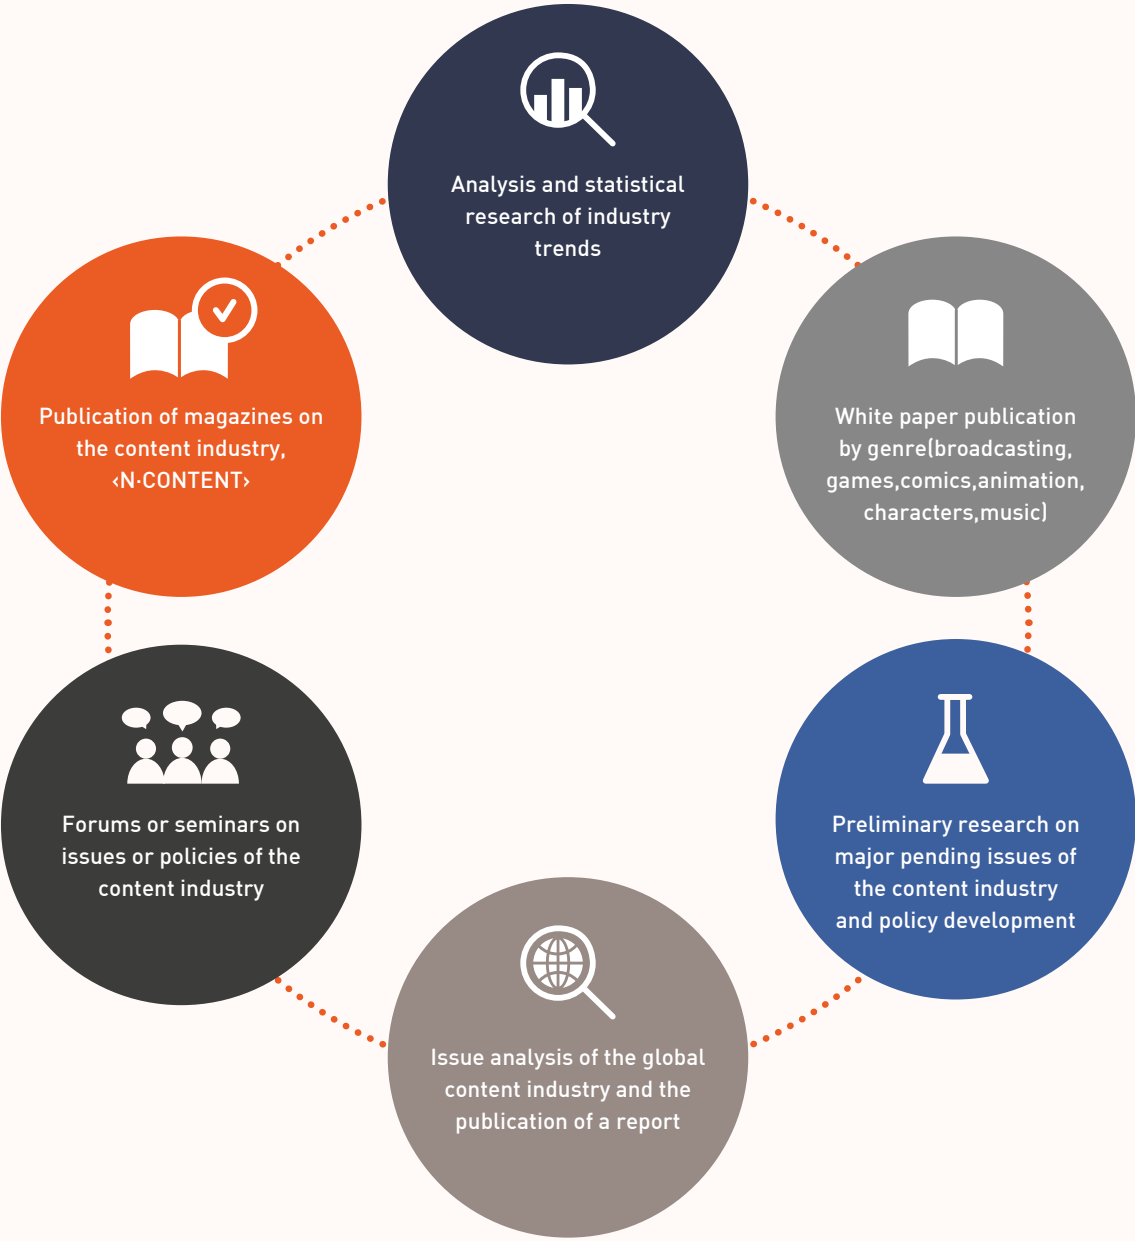 Analysis and statistical
research of industry
trends
White paper publication
by genre(broadcasting,
games,comics,animation,
characters,music)
Preliminary research on
major pending issues of
the content industry
and policy development
Issue analysis of the global
content industry and the
publication of a report
Forums or seminars on
issues or policies of the
content industry
Publication of magazines on
the content industry,
‹N·CONTENT›